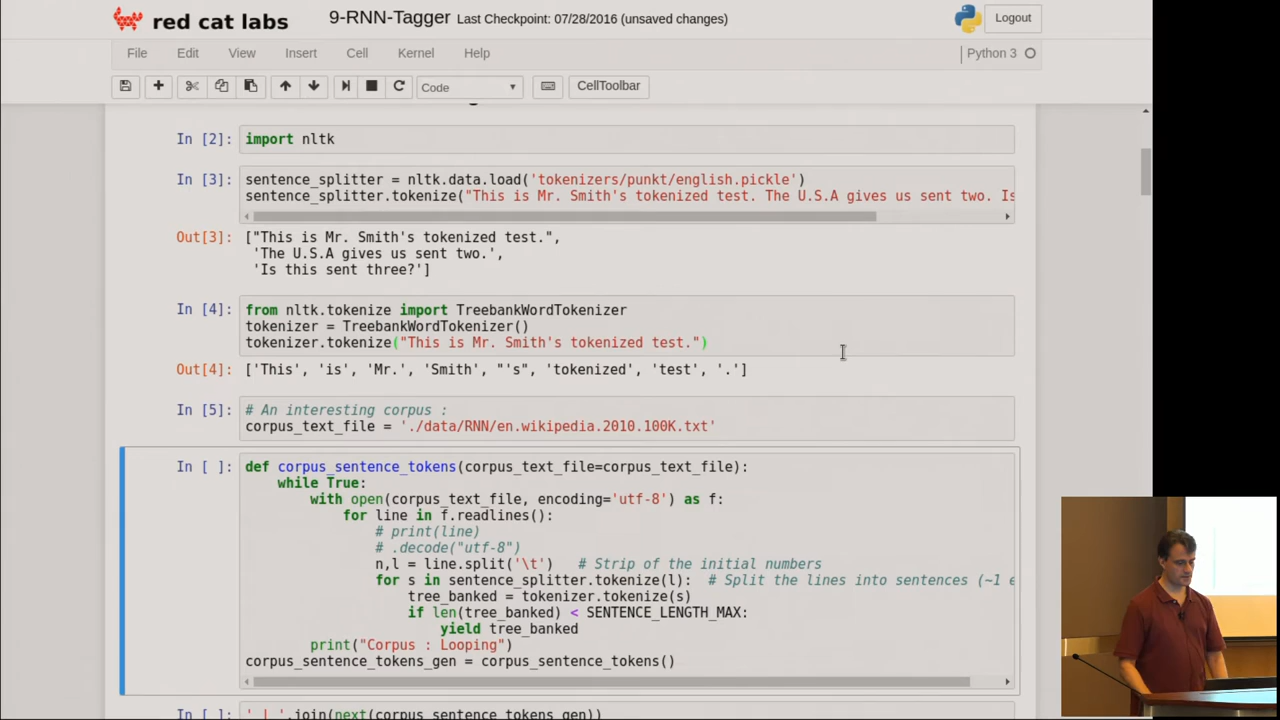 red cat labs 9-RNN-Tagger Last Checkpoint: 07/28/2016 (unsaved changes) Logout
File Edit View Insert Cell Kernel Help Python 3
Code CellToolbar
In [2]: import nltk
In [3]: sentence_splitter = nltk.data.load('tokenizers/punkt/english.pickle')
sentence_splitter.tokenize("This is Mr. Smith's tokenized test. The U.S.A gives us sent two. Is
Out[3]: ["This is Mr. Smith's tokenized test.",
'The U.S.A gives us sent two.',
'Is this sent three?']
In [4]: from nltk.tokenize import TreebankWordTokenizer
tokenizer = TreebankWordTokenizer()
tokenizer.tokenize("This is Mr. Smith's tokenized test.")
Out[4]: ['This', 'is', 'Mr.', 'Smith', "'s", 'tokenized', 'test', '.']
In [5]: # An interesting corpus :
corpus_text_file = './data/RNN/en.wikipedia.2010.100K.txt'
In [ ]: def corpus_sentence_tokens(corpus_text_file=corpus_text_file):
while True:
with open(corpus_text_file, encoding='utf-8') as f:
for line in f.readlines():
# print(line)
# .decode("utf-8")
n,l = line.split('\t') # Strip of the initial numbers
for s in sentence_splitter.tokenize(l): # Split the lines into sentences (~1 e
tree_banked = tokenizer.tokenize(s)
if len(tree_banked) < SENTENCE_LENGTH_MAX:
yield tree_banked
print("Corpus : Looping")
corpus_sentence_tokens_gen = corpus_sentence_tokens()
In [ ]: ' | '.join(next(corpus_sentence_tokens_gen))